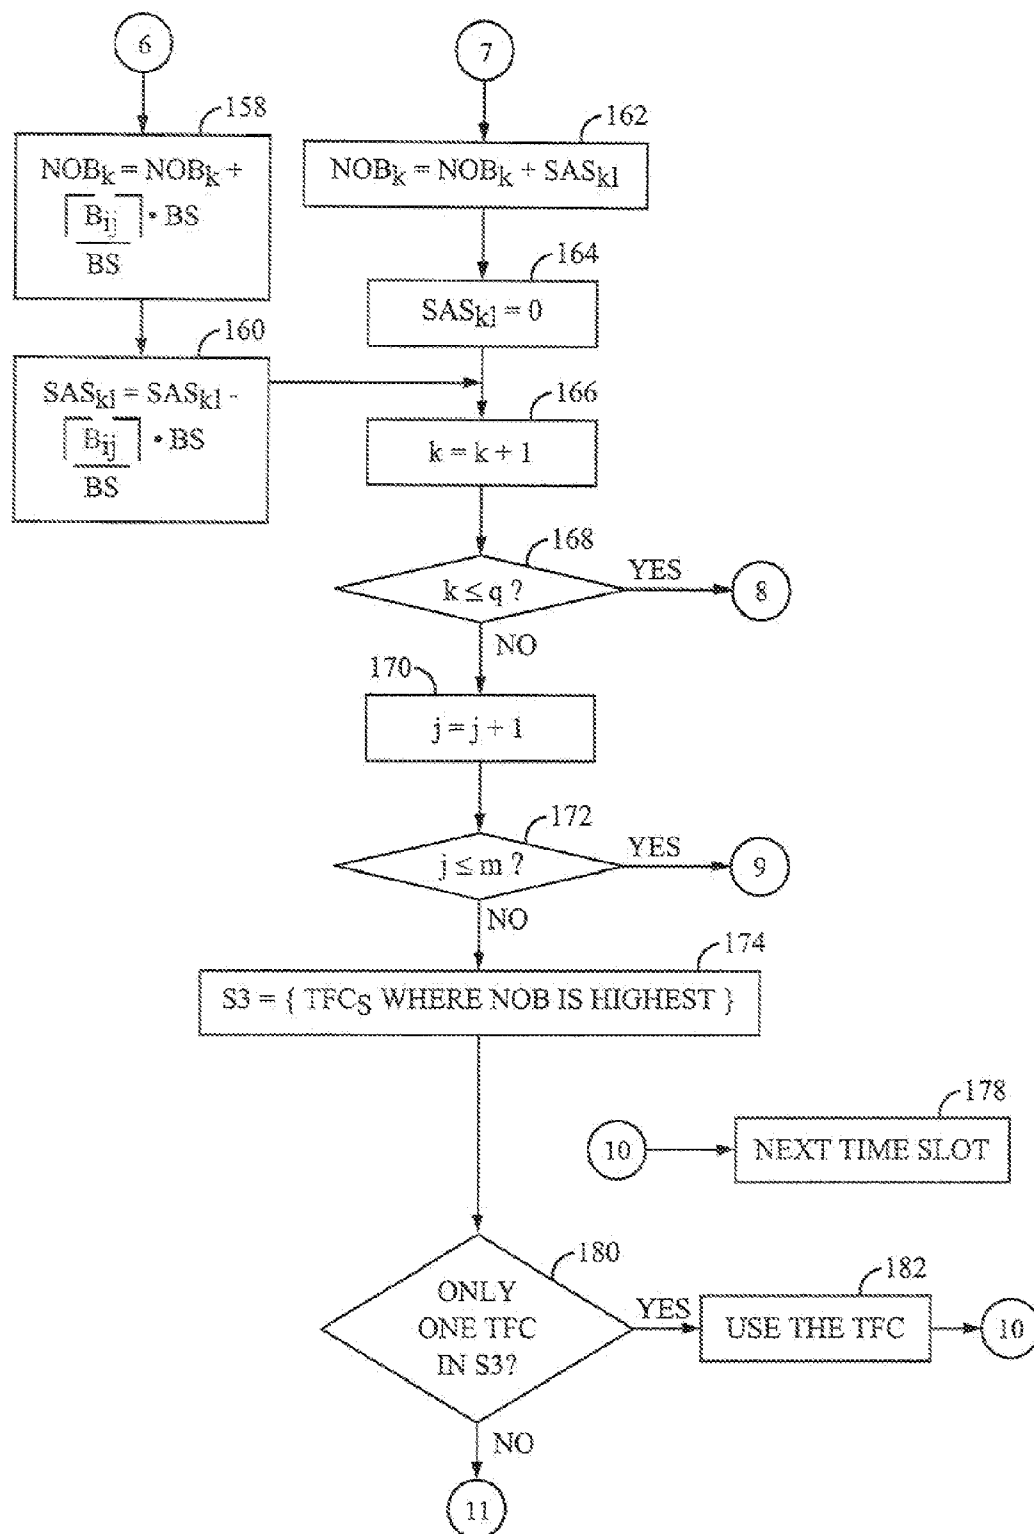 6
7
158
NOBk = NOBk +
⌈Bij⌉ • BS
BS
162
NOBk = NOBk + SASkl
164
SASkl = 0
160
SASkl = SASkl -
⌈Bij⌉ • BS
BS
166
k = k + 1
168
k ≤ q ?
YES
8
NO
170
j = j + 1
172
j ≤ m ?
YES
9
NO
174
S3 = { TFCS WHERE NOB IS HIGHEST }
178
10
NEXT TIME SLOT
180
ONLY
ONE TFC
IN S3?
YES
182
USE THE TFC
10
NO
11